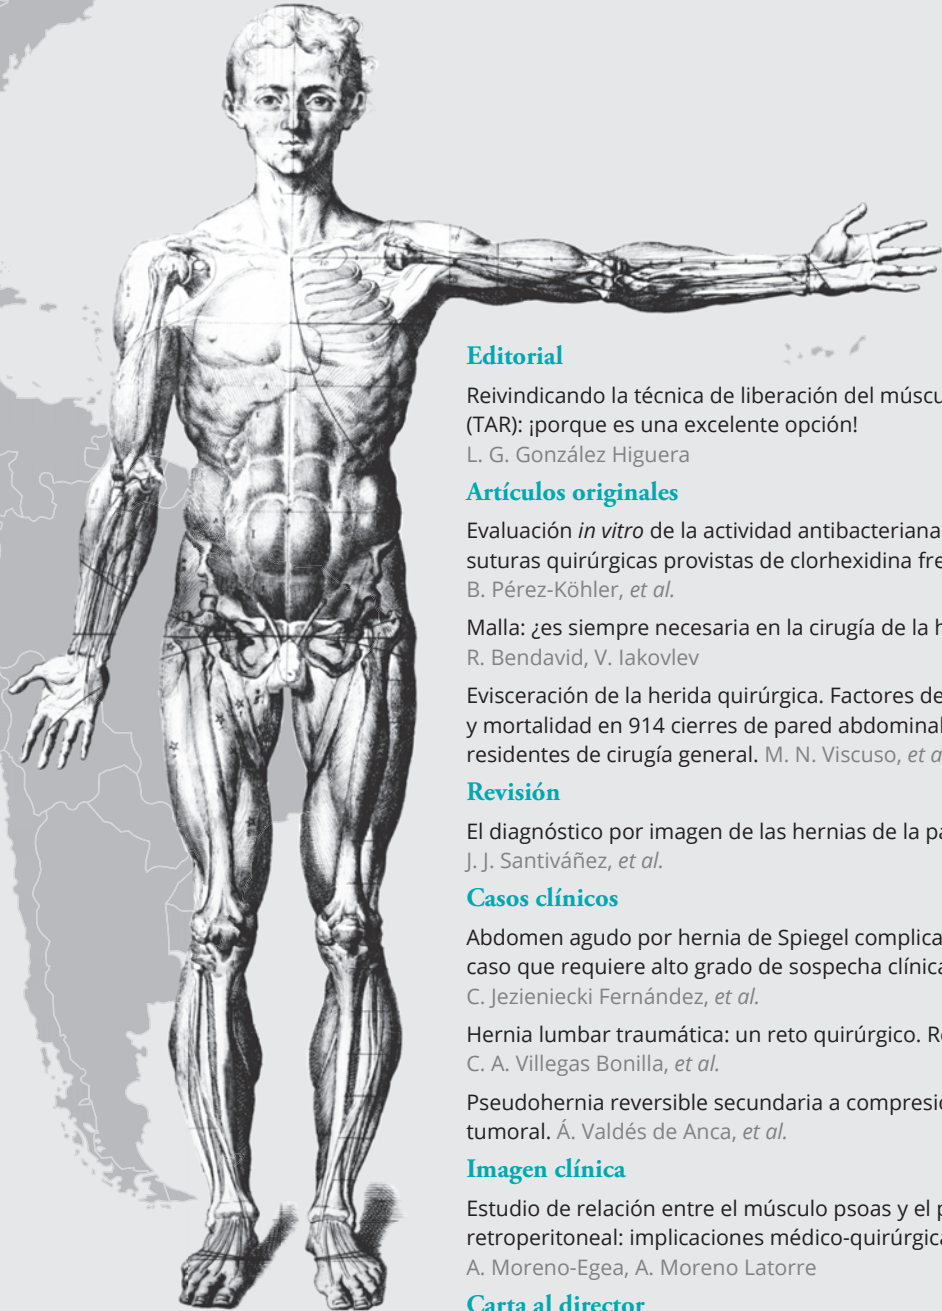 Editorial
Reivindicando la técnica de liberación del múscu
(TAR): ¡porque es una excelente opción!
L. G. González Higuera
Artículos originales
Evaluación in vitro de la actividad antibacteriana
suturas quirúrgicas provistas de clorhexidina fre
B. Pérez-Köhler, et al.
Malla: ¿es siempre necesaria en la cirugía de la h
R. Bendavid, V. Iakovlev
Evisceración de la herida quirúrgica. Factores de
y mortalidad en 914 cierres de pared abdominal
residentes de cirugía general. M. N. Viscuso, et a
Revisión
El diagnóstico por imagen de las hernias de la pa
J. J. Santiváñez, et al.
Casos clínicos
Abdomen agudo por hernia de Spiegel complica
caso que requiere alto grado de sospecha clínica
C. Jezieniecki Fernández, et al.
Hernia lumbar traumática: un reto quirúrgico. Re
C. A. Villegas Bonilla, et al.
Pseudohernia reversible secundaria a compresió
tumoral. Á. Valdés de Anca, et al.
Imagen clínica
Estudio de relación entre el músculo psoas y el p
retroperitoneal: implicaciones médico-quirúrgica
A. Moreno-Egea, A. Moreno Latorre
Carta al director